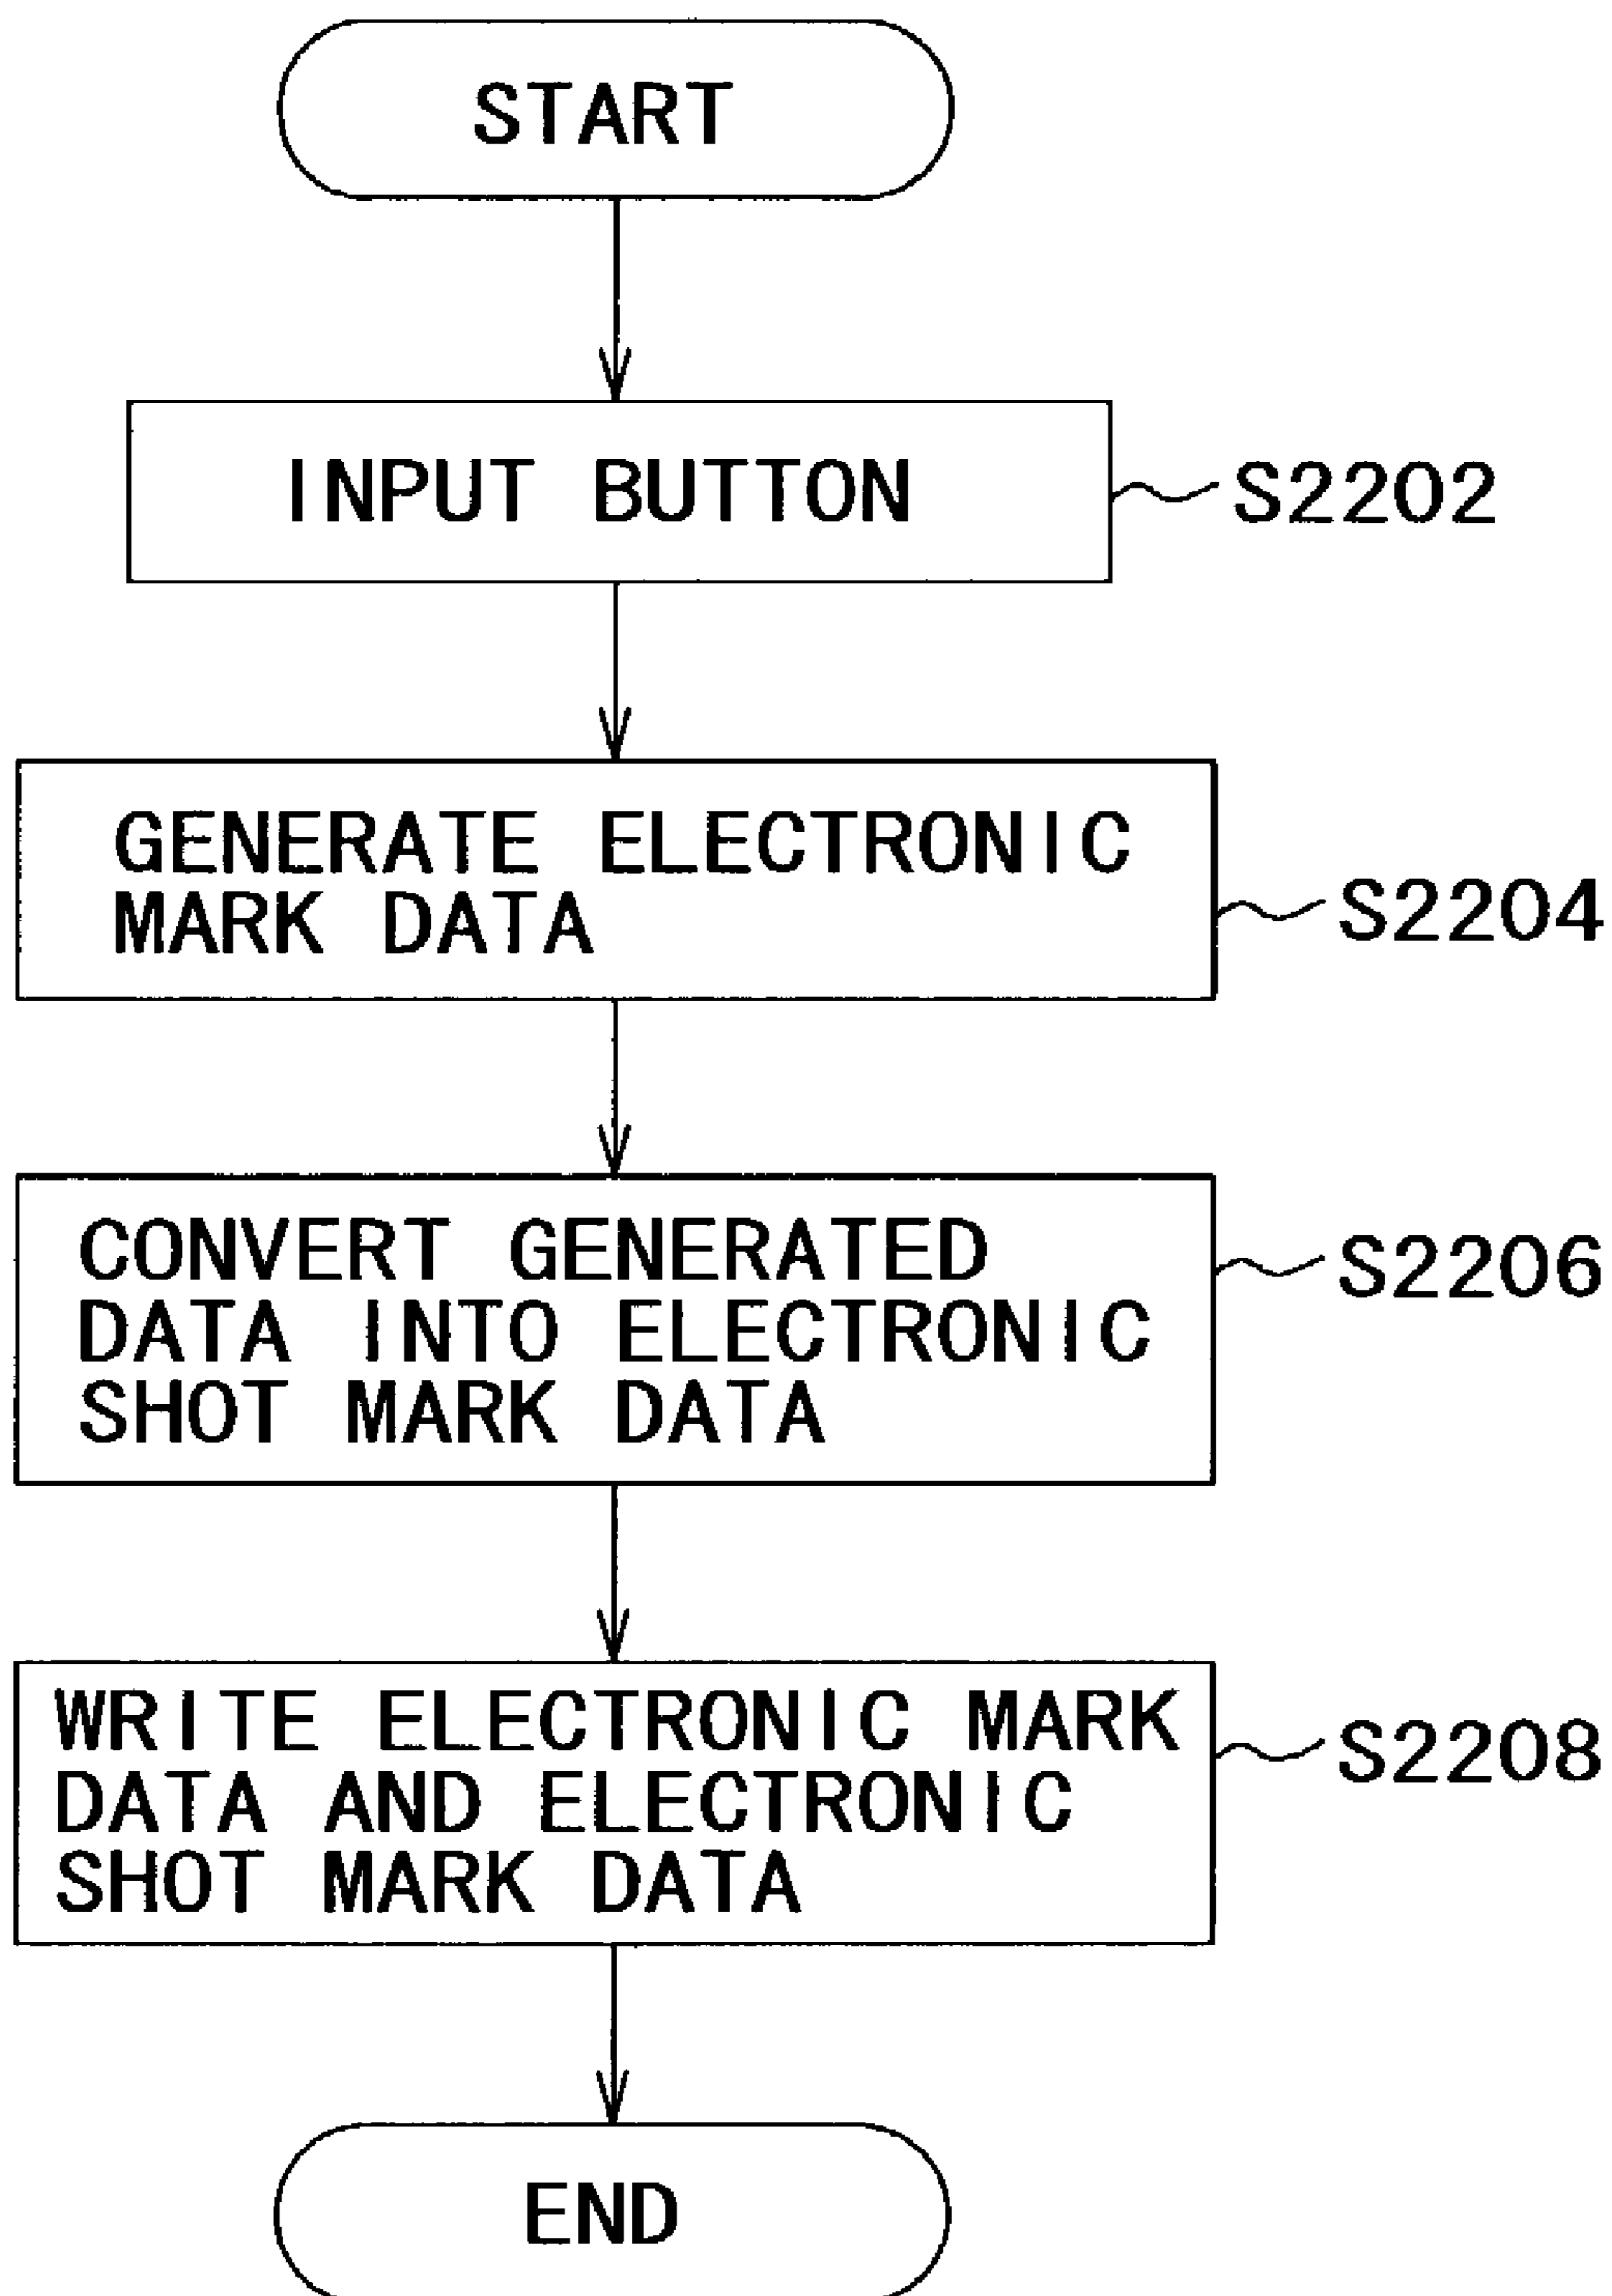 START
INPUT BUTTON
S2202
GENERATE ELECTRONIC
MARK DATA
S2204
CONVERT GENERATED
DATA INTO ELECTRONIC
SHOT MARK DATA
S2206
WRITE ELECTRONIC MARK
DATA AND ELECTRONIC
SHOT MARK DATA
S2208
END